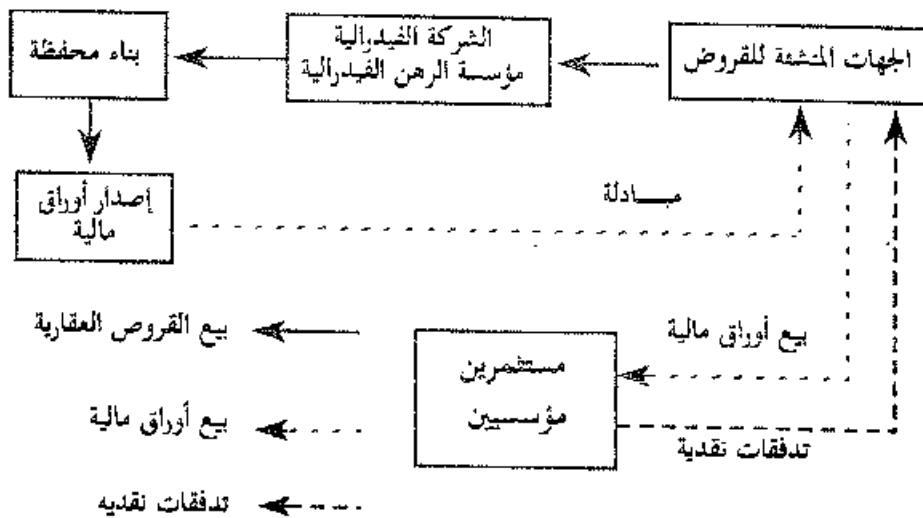 الجهات المنشئة للقروض
الشركة الفيدرالية
مؤسسة الرهن الفيدرالية
بناء محفظة
إصدار أوراق
مالية
مبادلة
بيع أوراق مالية
مستثمرين
مؤسسيين
تدفقات نقدية
بيع القروض العقارية
بيع أوراق مالية
تدفقات نقديه